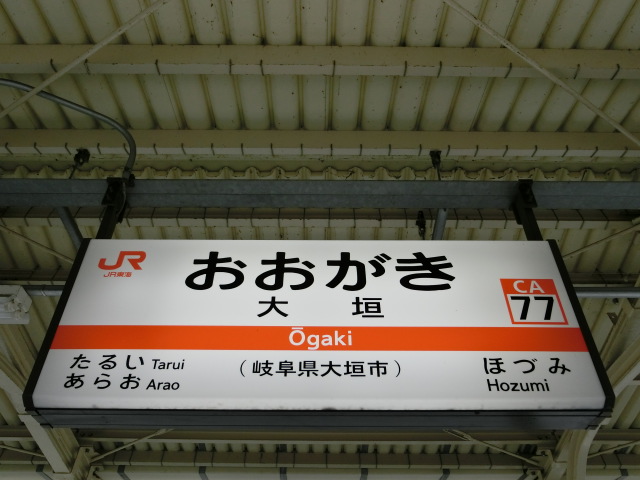 JR
JR東海
おおがき
大垣
CA
77
Ōgaki
たるい Tarui
あらお Arao
(岐阜県大垣市)
ほづみ
Hozumi